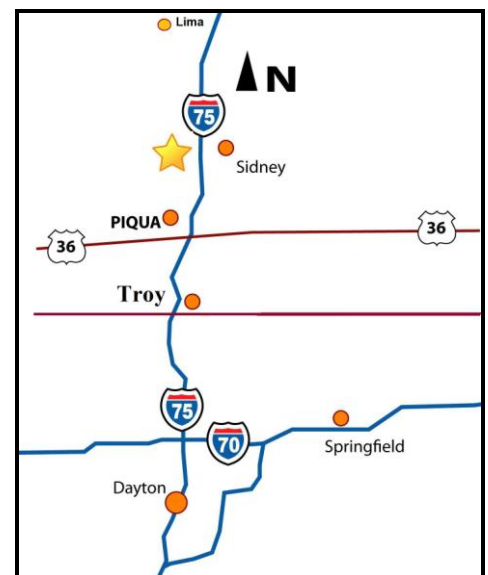 Lima
N
75
Sidney
PIQUA
36
36
Troy
75
70
Springfield
Dayton